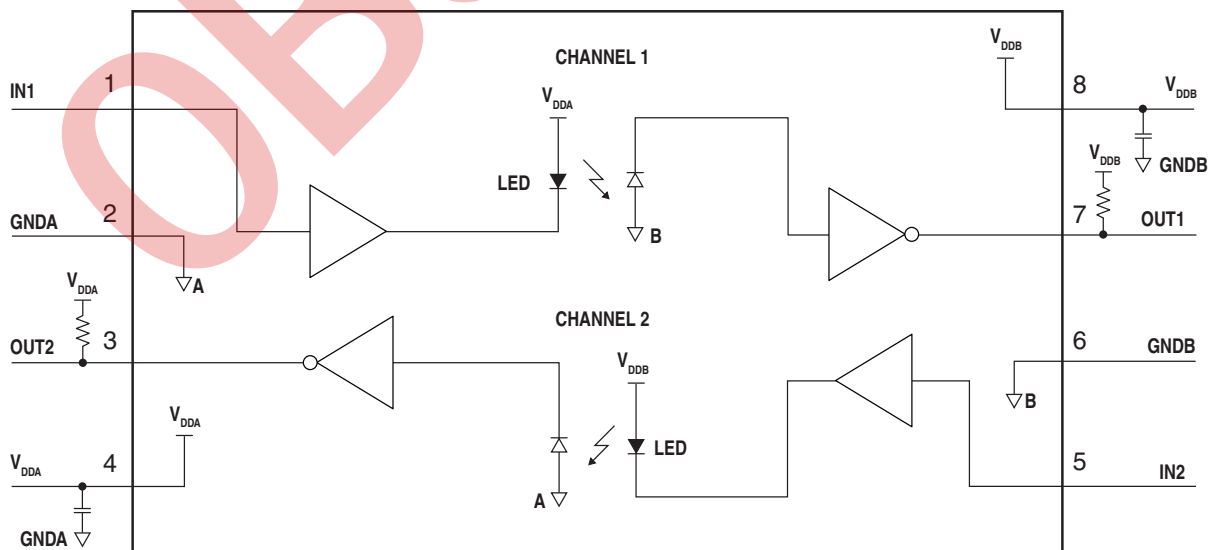 CHANNEL 1
V_DDB
IN1
1
V_DDA
8
V_DDB
V_DDB
GNDB
LED
GNDA
2
7
OUT1
B
A
V_DDA
CHANNEL 2
OUT2
3
V_DDB
6
GNDB
B
V_DDA
V_DDA
4
LED
5
IN2
A
GNDA